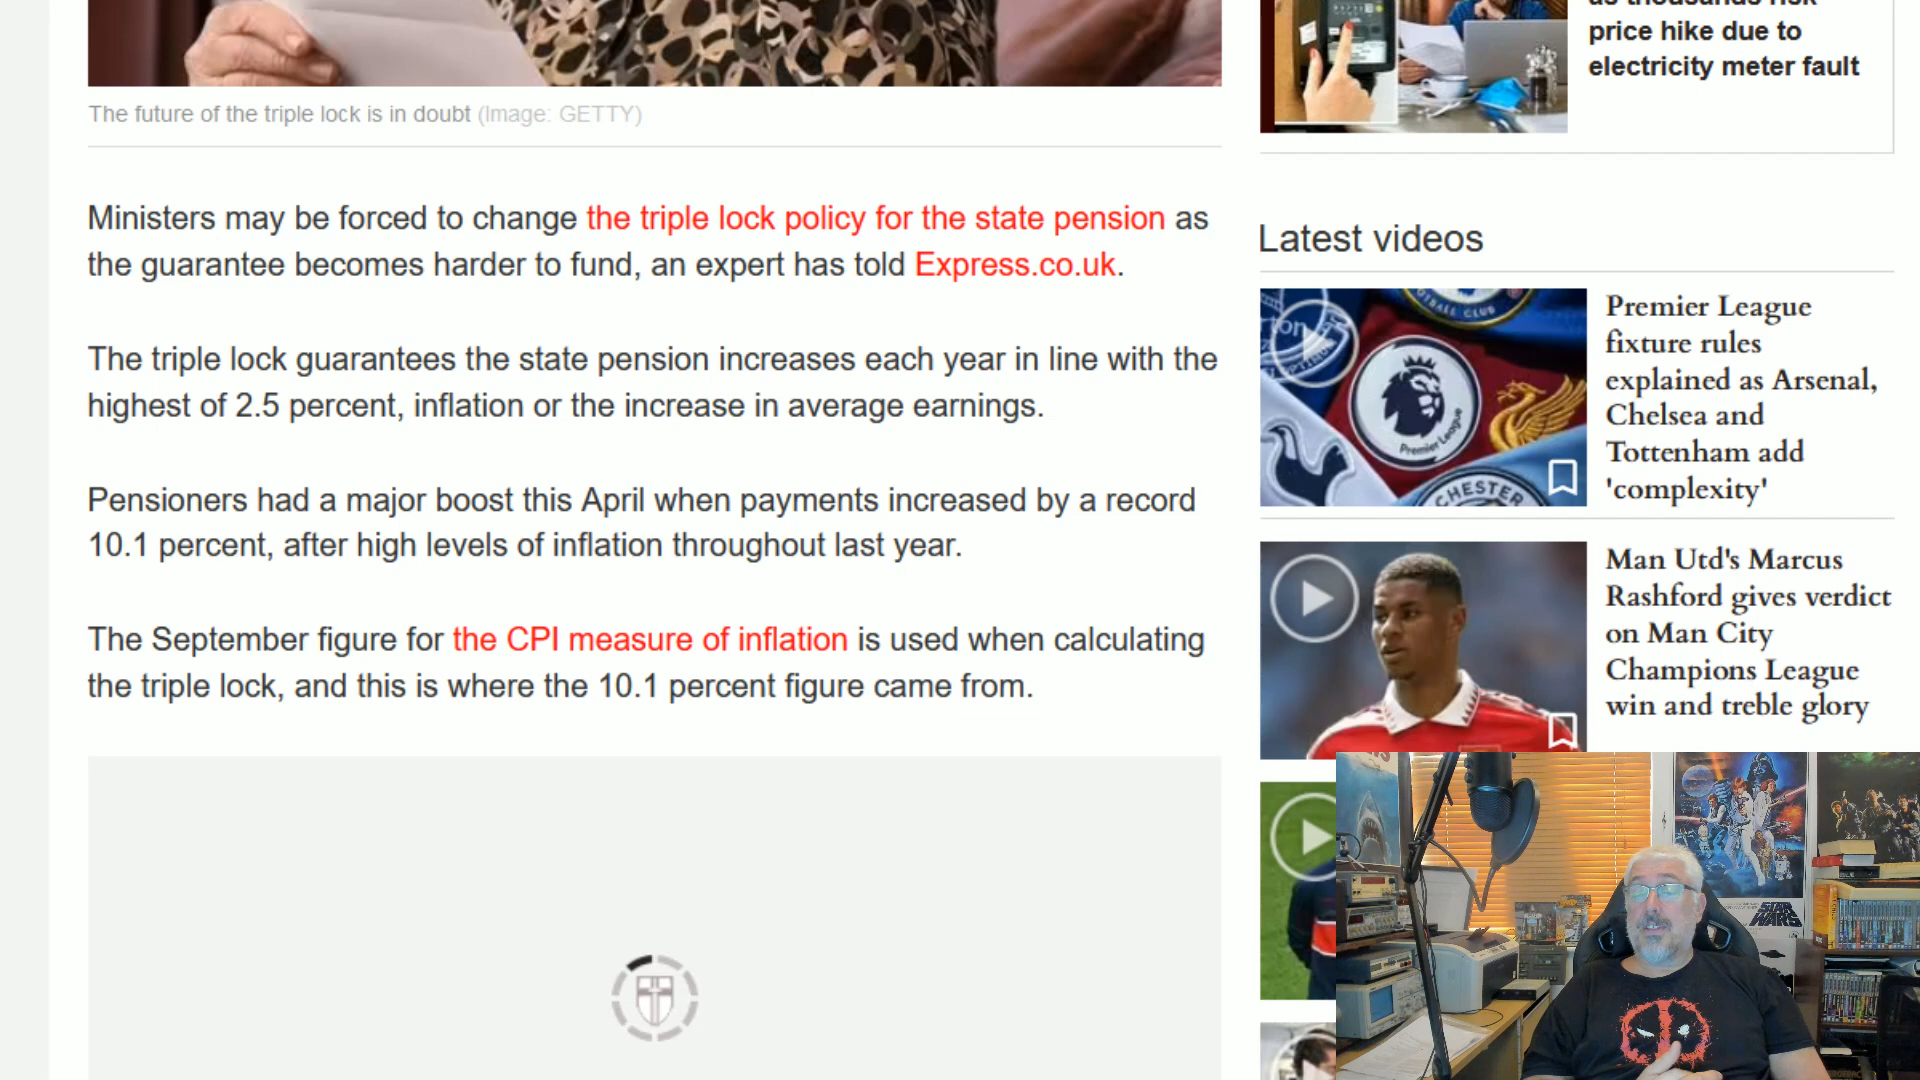 as thousands risk
price hike due to
electricity meter fault
The future of the triple lock is in doubt (Image: GETTY)
Ministers may be forced to change the triple lock policy for the state pension as
the guarantee becomes harder to fund, an expert has told Express.co.uk.
The triple lock guarantees the state pension increases each year in line with the
highest of 2.5 percent, inflation or the increase in average earnings.
Pensioners had a major boost this April when payments increased by a record
10.1 percent, after high levels of inflation throughout last year.
The September figure for the CPI measure of inflation is used when calculating
the triple lock, and this is where the 10.1 percent figure came from.
Latest videos
Premier League
Premier League
fixture rules
explained as Arsenal,
Chelsea and
Tottenham add
'complexity'
Man Utd's Marcus
Rashford gives verdict
on Man City
Champions League
win and treble glory
STAR
WARS